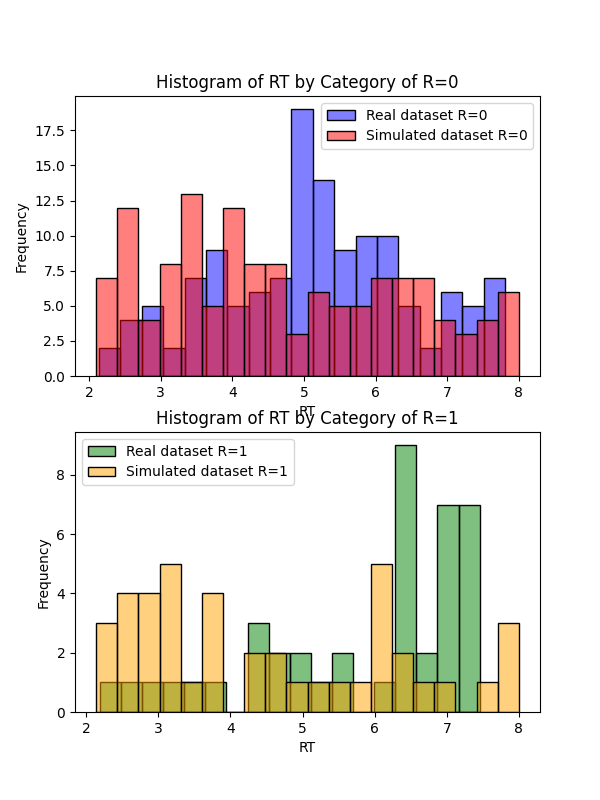 Histogram of RT by Category of R=0
Real dataset R=0
Simulated dataset R=0
17.5
15.0
12.5
10.0
7.5
5.0
2.5
0.0
Frequency
2 3 4 5 6 7 8
RT
Histogram of RT by Category of R=1
Real dataset R=1
Simulated dataset R=1
8
6
4
2
0
Frequency
2 3 4 5 6 7 8
RT